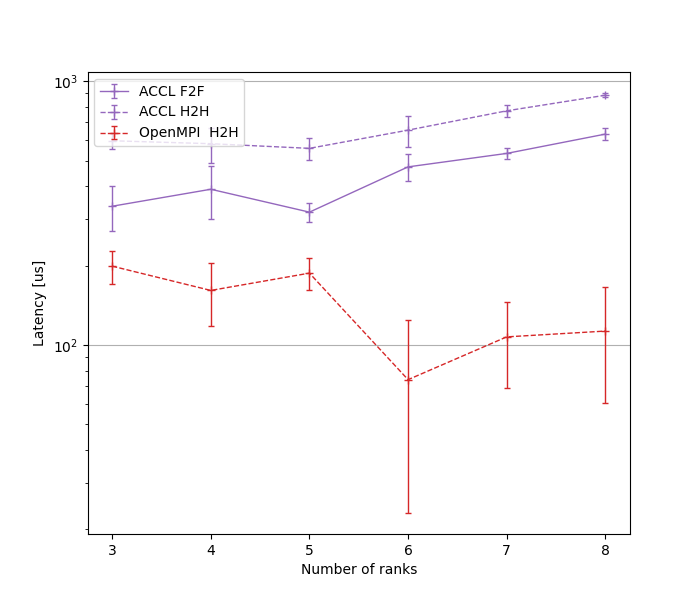 10³
ACCL F2F
ACCL H2H
OpenMPI  H2H
Latency [us]
10²
3 4 5 6 7 8
Number of ranks